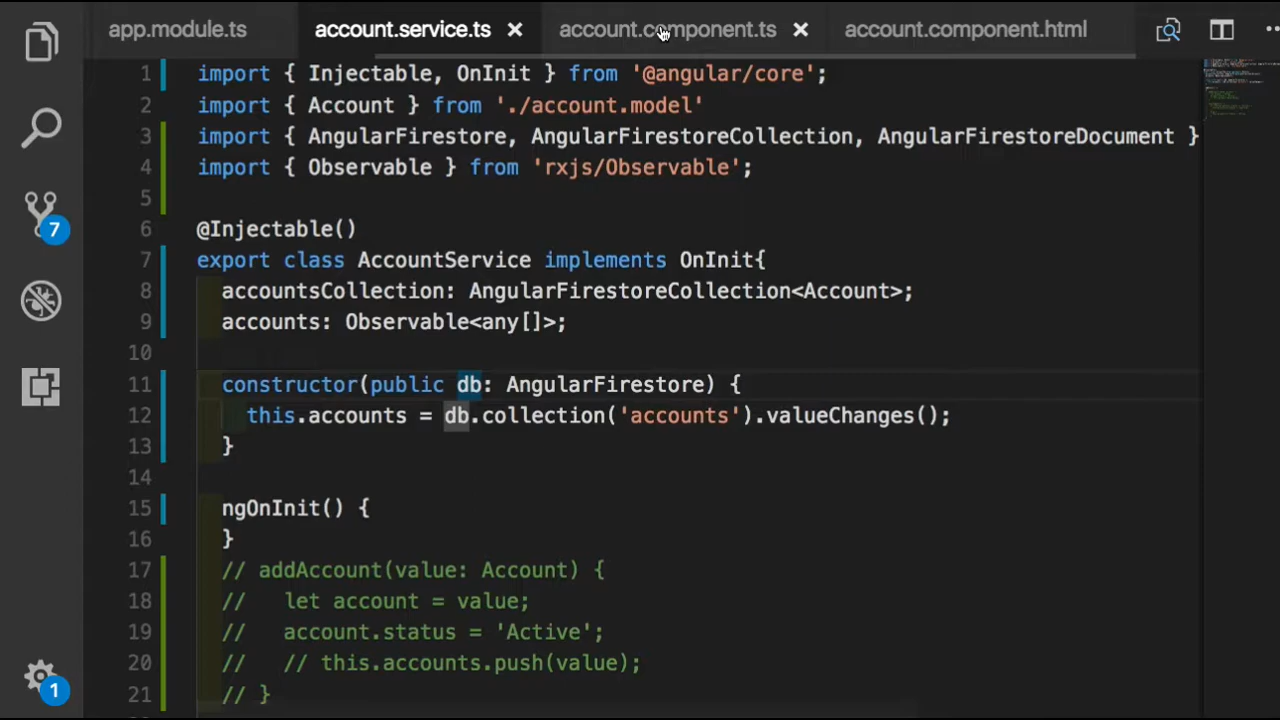 app.module.ts account.service.ts account.component.ts account.component.html
1 import { Injectable, OnInit } from '@angular/core';
2 import { Account } from './account.model'
3 import { AngularFirestore, AngularFirestoreCollection, AngularFirestoreDocument }
4 import { Observable } from 'rxjs/Observable';
5
6 @Injectable()
7 export class AccountService implements OnInit{
8 accountsCollection: AngularFirestoreCollection<Account>;
9 accounts: Observable<any[]>;
10
11 constructor(public db: AngularFirestore) {
12 this.accounts = db.collection('accounts').valueChanges();
13 }
14
15 ngOnInit() {
16 }
17 // addAccount(value: Account) {
18 // let account = value;
19 // account.status = 'Active';
20 // // this.accounts.push(value);
21 // }
7
1